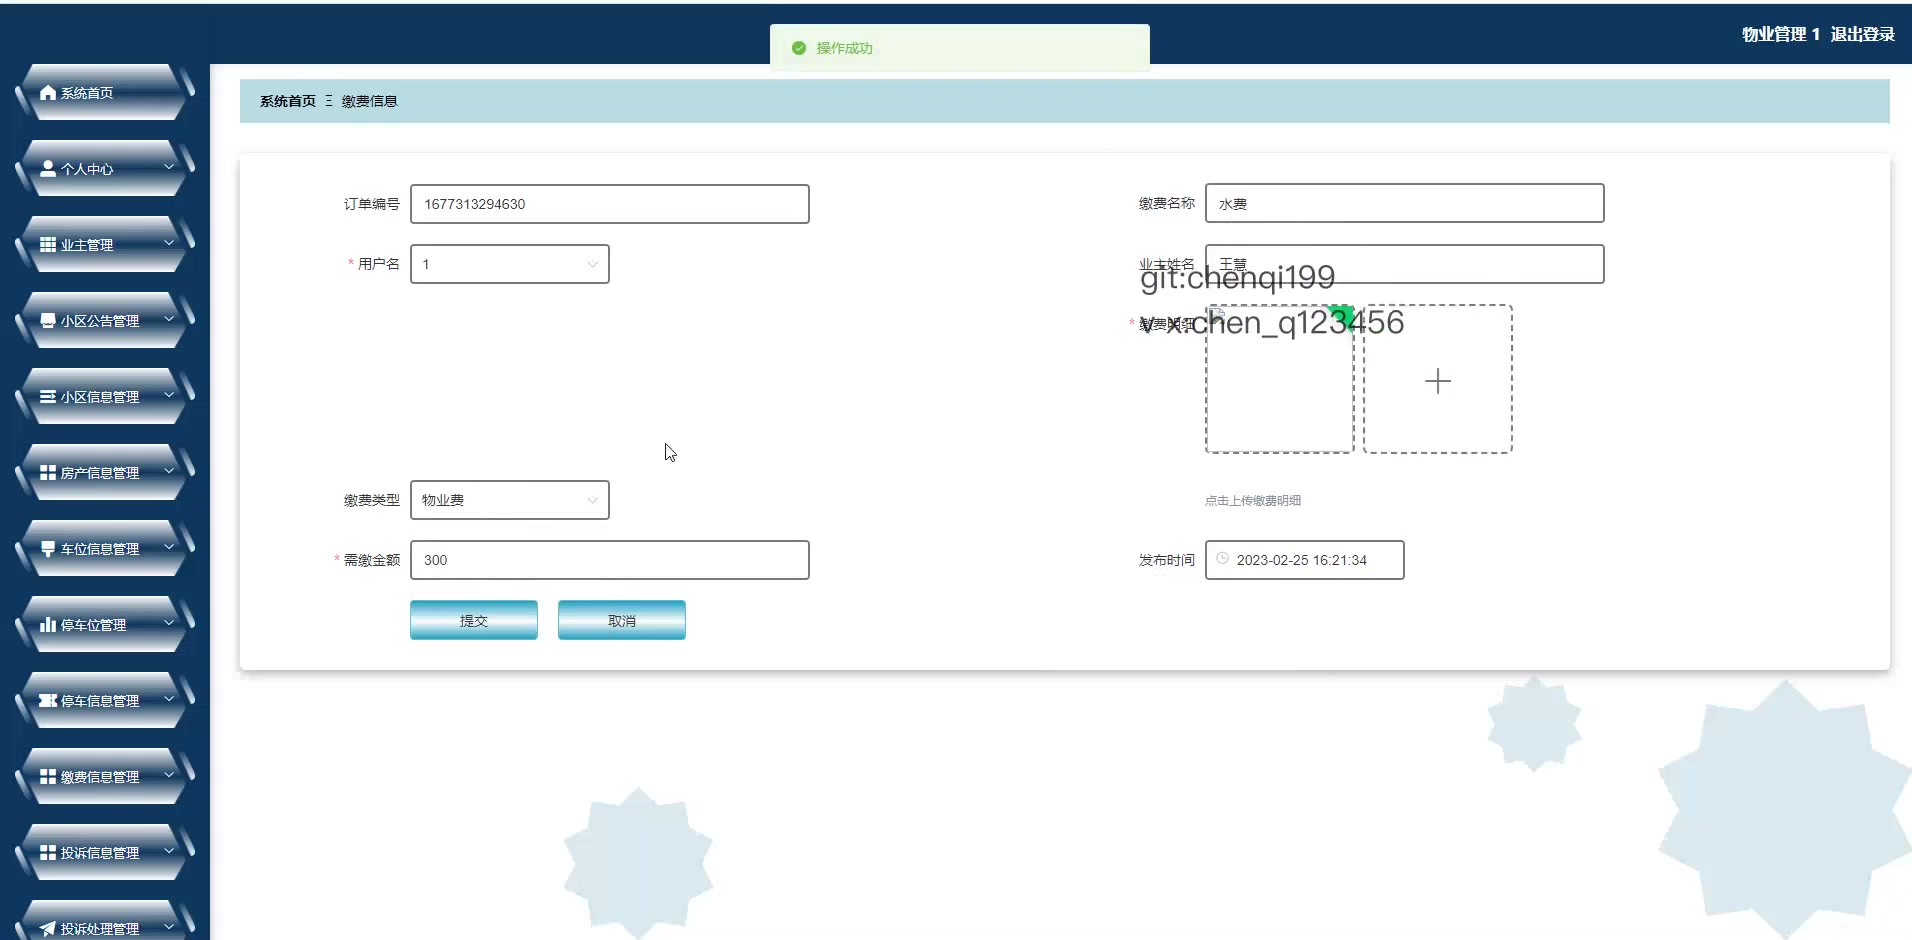 操作成功
物业管理 1 退出登录
系统首页
个人中心
业主管理
小区公告管理
小区信息管理
房产信息管理
车位信息管理
停车位管理
停车信息管理
缴费信息管理
投诉信息管理
投诉处理管理
系统首页 Ξ 缴费信息
订单编号 1677313294630
缴费名称 水费
* 用户名 1
业主姓名 王慧
git:chenqi199
* 缴费明细
v x:chen_q123456
缴费类型 物业费
点击上传缴费明细
* 需缴金额 300
发布时间 2023-02-25 16:21:34
提交 取消